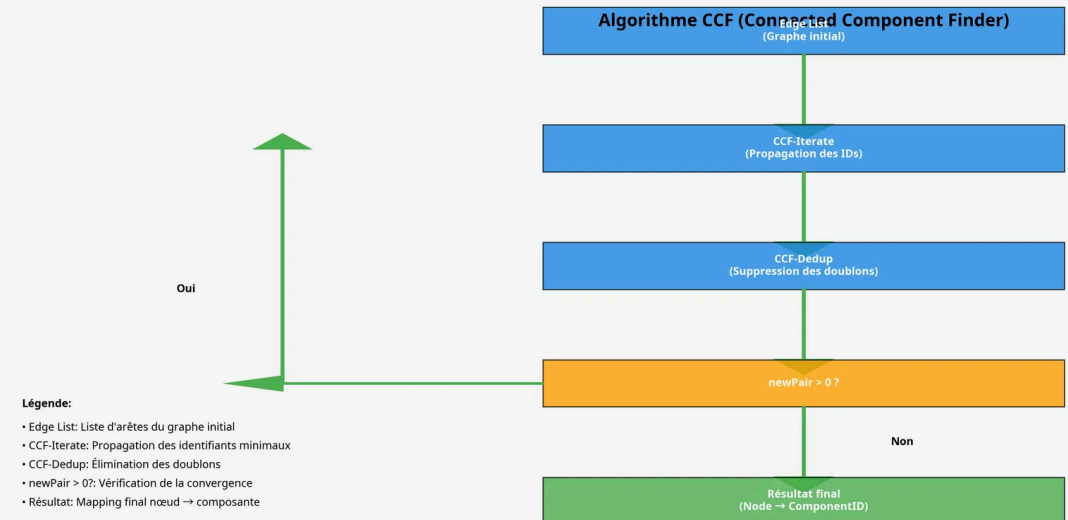 Algorithme CCF (Connected Component Finder)
Edge List
(Graphe initial)
CCF-Iterate
(Propagation des IDs)
CCF-Dedup
(Suppression des doublons)
Oui
newPair > 0 ?
Non
Résultat final
(Node → ComponentID)
Légende:
• Edge List: Liste d'arêtes du graphe initial
• CCF-Iterate: Propagation des identifiants minimaux
• CCF-Dedup: Élimination des doublons
• newPair > 0?: Vérification de la convergence
• Résultat: Mapping final nœud → composante